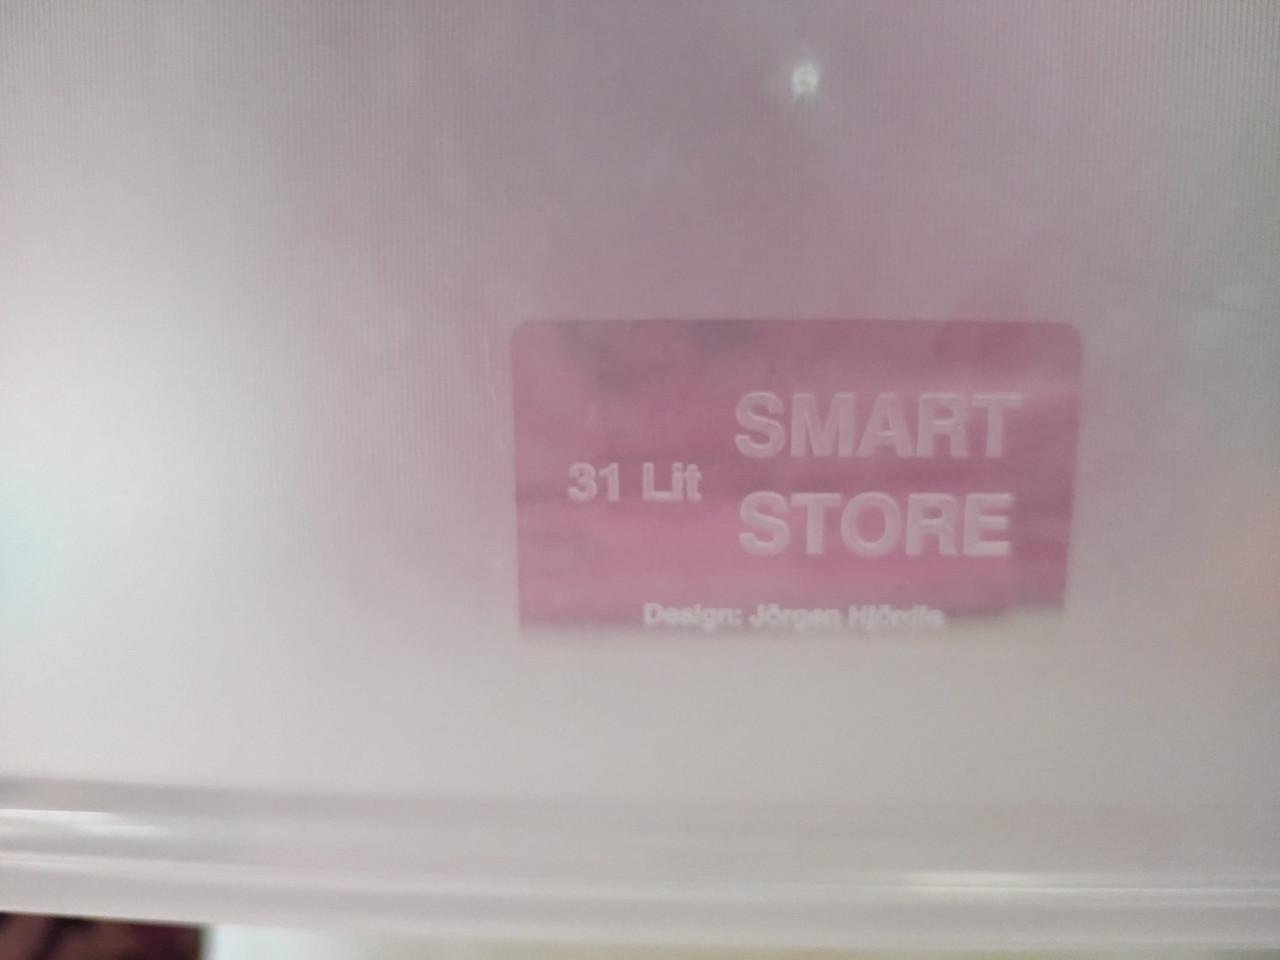 SMART
31 Lit
STORE
Design: Jörgen